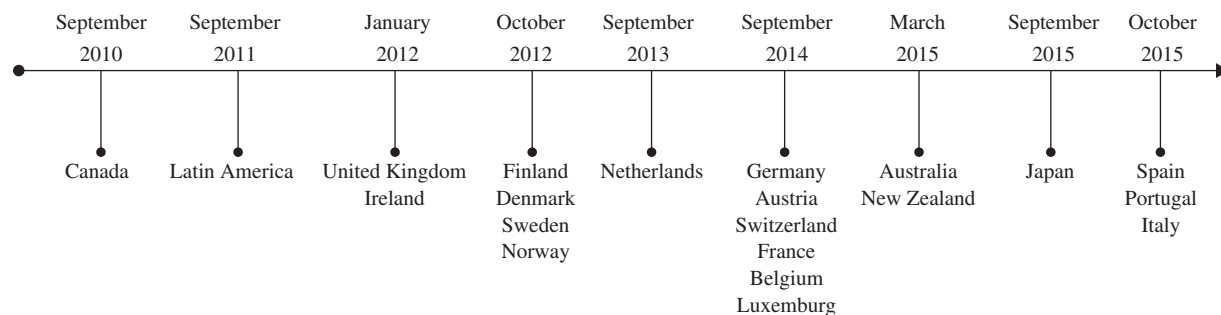 September
2010
September
2011
January
2012
October
2012
September
2013
September
2014
March
2015
September
2015
October
2015
Canada
Latin America
United Kingdom
Ireland
Finland
Denmark
Sweden
Norway
Netherlands
Germany
Austria
Switzerland
France
Belgium
Luxemburg
Australia
New Zealand
Japan
Spain
Portugal
Italy